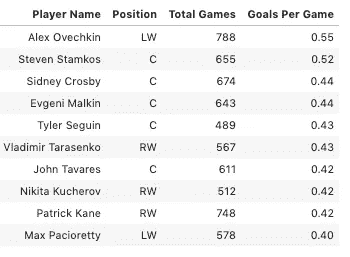 Player Name Position Total Games Goals Per Game
Alex Ovechkin LW 788 0.55
Steven Stamkos C 655 0.52
Sidney Crosby C 674 0.44
Evgeni Malkin C 643 0.44
Tyler Seguin C 489 0.43
Vladimir Tarasenko RW 567 0.43
John Tavares C 611 0.42
Nikita Kucherov RW 512 0.42
Patrick Kane RW 748 0.42
Max Pacioretty LW 578 0.40